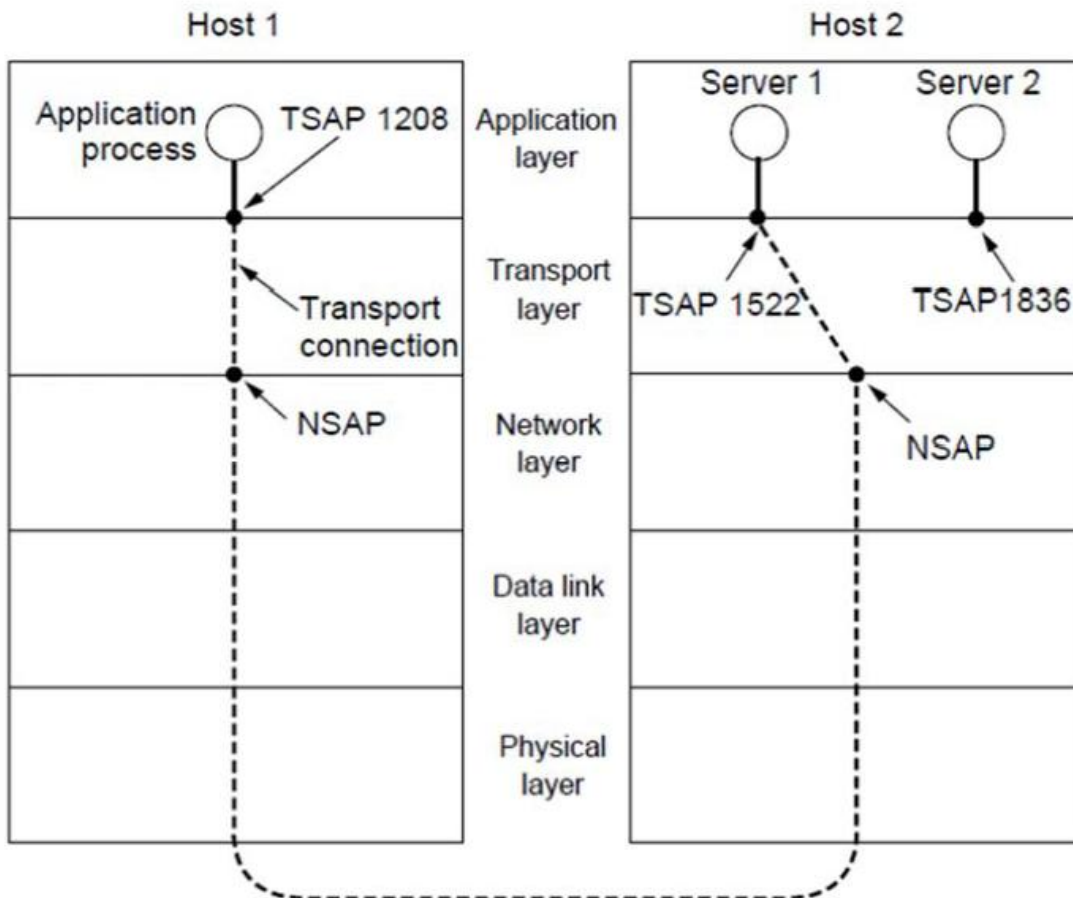 Host 1
Host 2
Application
process
TSAP 1208
Application
layer
Server 1
Server 2
Transport
connection
Transport
layer
TSAP 1522
TSAP1836
NSAP
Network
layer
NSAP
Data link
layer
Physical
layer